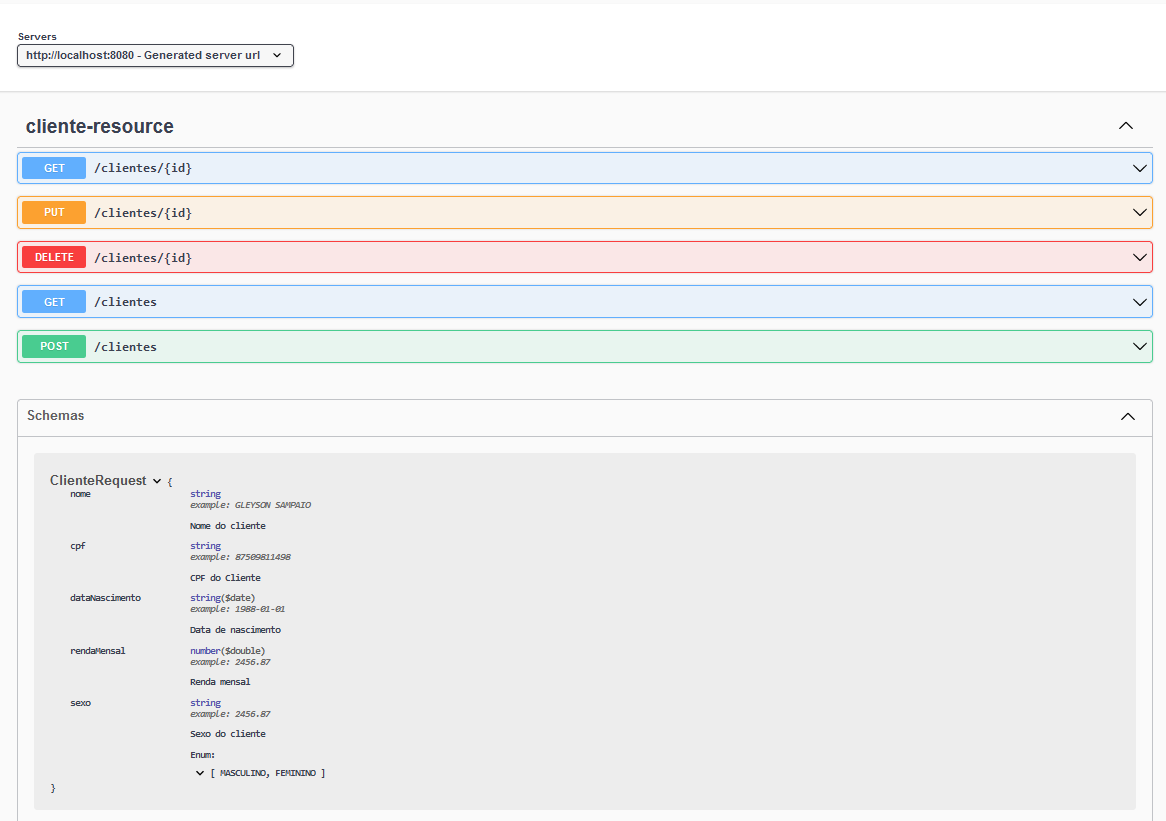 Servers
http://localhost:8080 - Generated server url
cliente-resource
GET /clientes/{id}
PUT /clientes/{id}
DELETE /clientes/{id}
GET /clientes
POST /clientes
Schemas
ClienteRequest {
nome string
example: GLEYSON SAMPAIO
Nome do cliente
cpf string
example: 87509811498
CPF do Cliente
dataNascimento string($date)
example: 1988-01-01
Data de nascimento
rendaMensal number($double)
example: 2456.87
Renda mensal
sexo string
example: 2456.87
Sexo do cliente
Enum:
[ MASCULINO, FEMININO ]
}